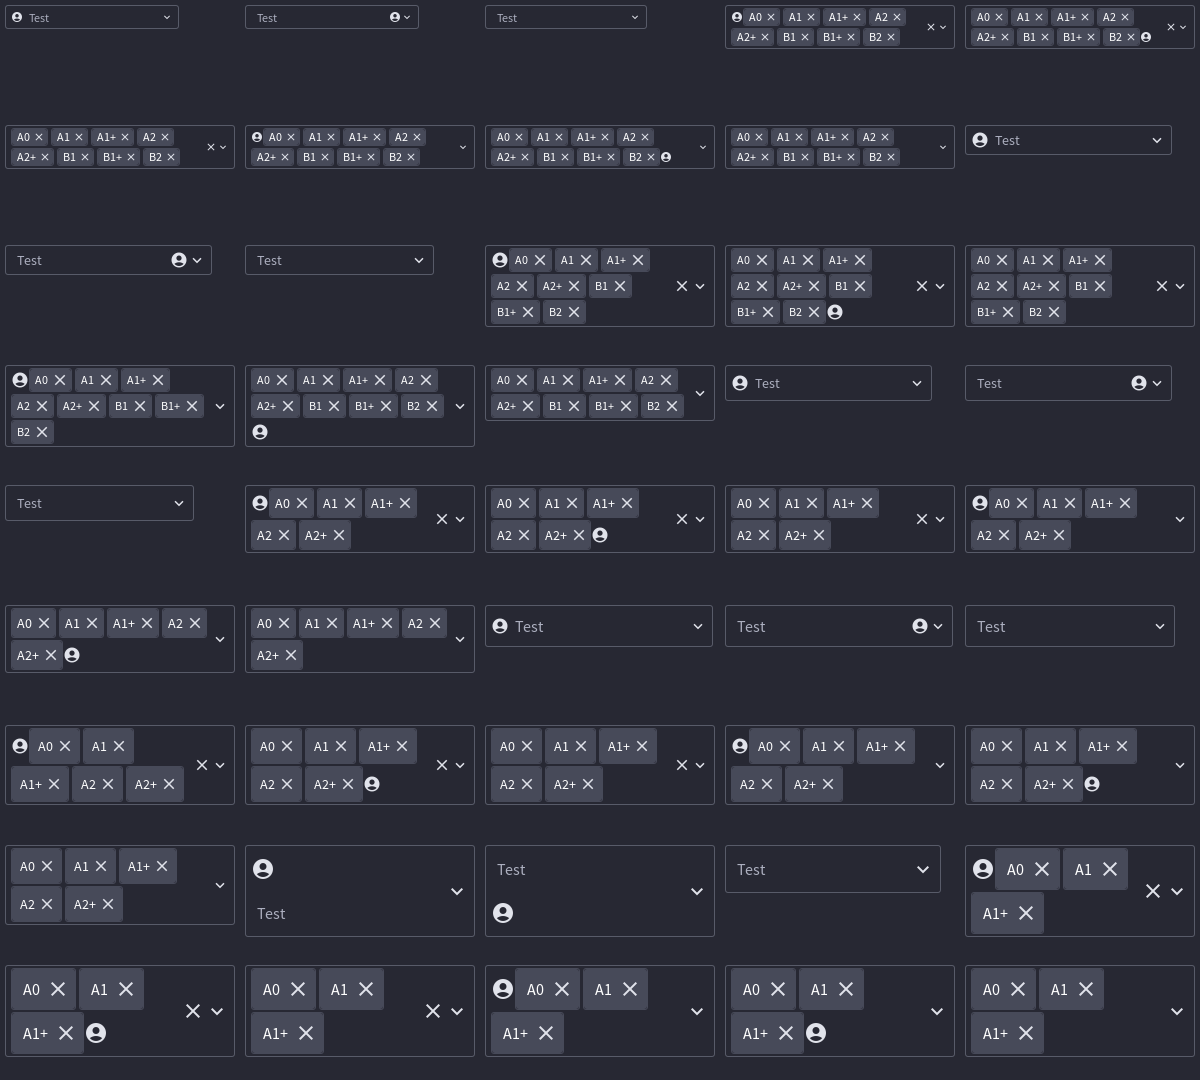 Test Test Test A0 A1 A1+ A2 A0 A1 A1+ A2
A2+ B1 B1+ B2 A2+ B1 B1+ B2
A0 A1 A1+ A2 A0 A1 A1+ A2 A0 A1 A1+ A2 A0 A1 A1+ A2 Test
A2+ B1 B1+ B2 A2+ B1 B1+ B2 A2+ B1 B1+ B2 A2+ B1 B1+ B2
Test Test A0 A1 A1+ A0 A1 A1+ A0 A1 A1+
A2 A2+ B1 A2 A2+ B1 A2 A2+ B1
B1+ B2 B1+ B2 B1+ B2
A0 A1 A1+ A0 A1 A1+ A2 A0 A1 A1+ A2 Test Test
A2 A2+ B1 B1+ A2+ B1 B1+ B2 A2+ B1 B1+ B2
B2
Test A0 A1 A1+ A0 A1 A1+ A0 A1 A1+ A0 A1 A1+
A2 A2+ A2 A2+ A2 A2+ A2 A2+
A0 A1 A1+ A2 A0 A1 A1+ A2 Test Test Test
A2+ A2+
A0 A1 A0 A1 A1+ A0 A1 A1+ A0 A1 A1+ A0 A1 A1+
A1+ A2 A2+ A2 A2+ A2 A2+ A2 A2+ A2 A2+
A0 A1 A1+ Test Test A0 A1
A2 A2+ Test A1+
A0 A1 A0 A1 A0 A1 A0 A1 A0 A1
A1+ A1+ A1+ A1+ A1+